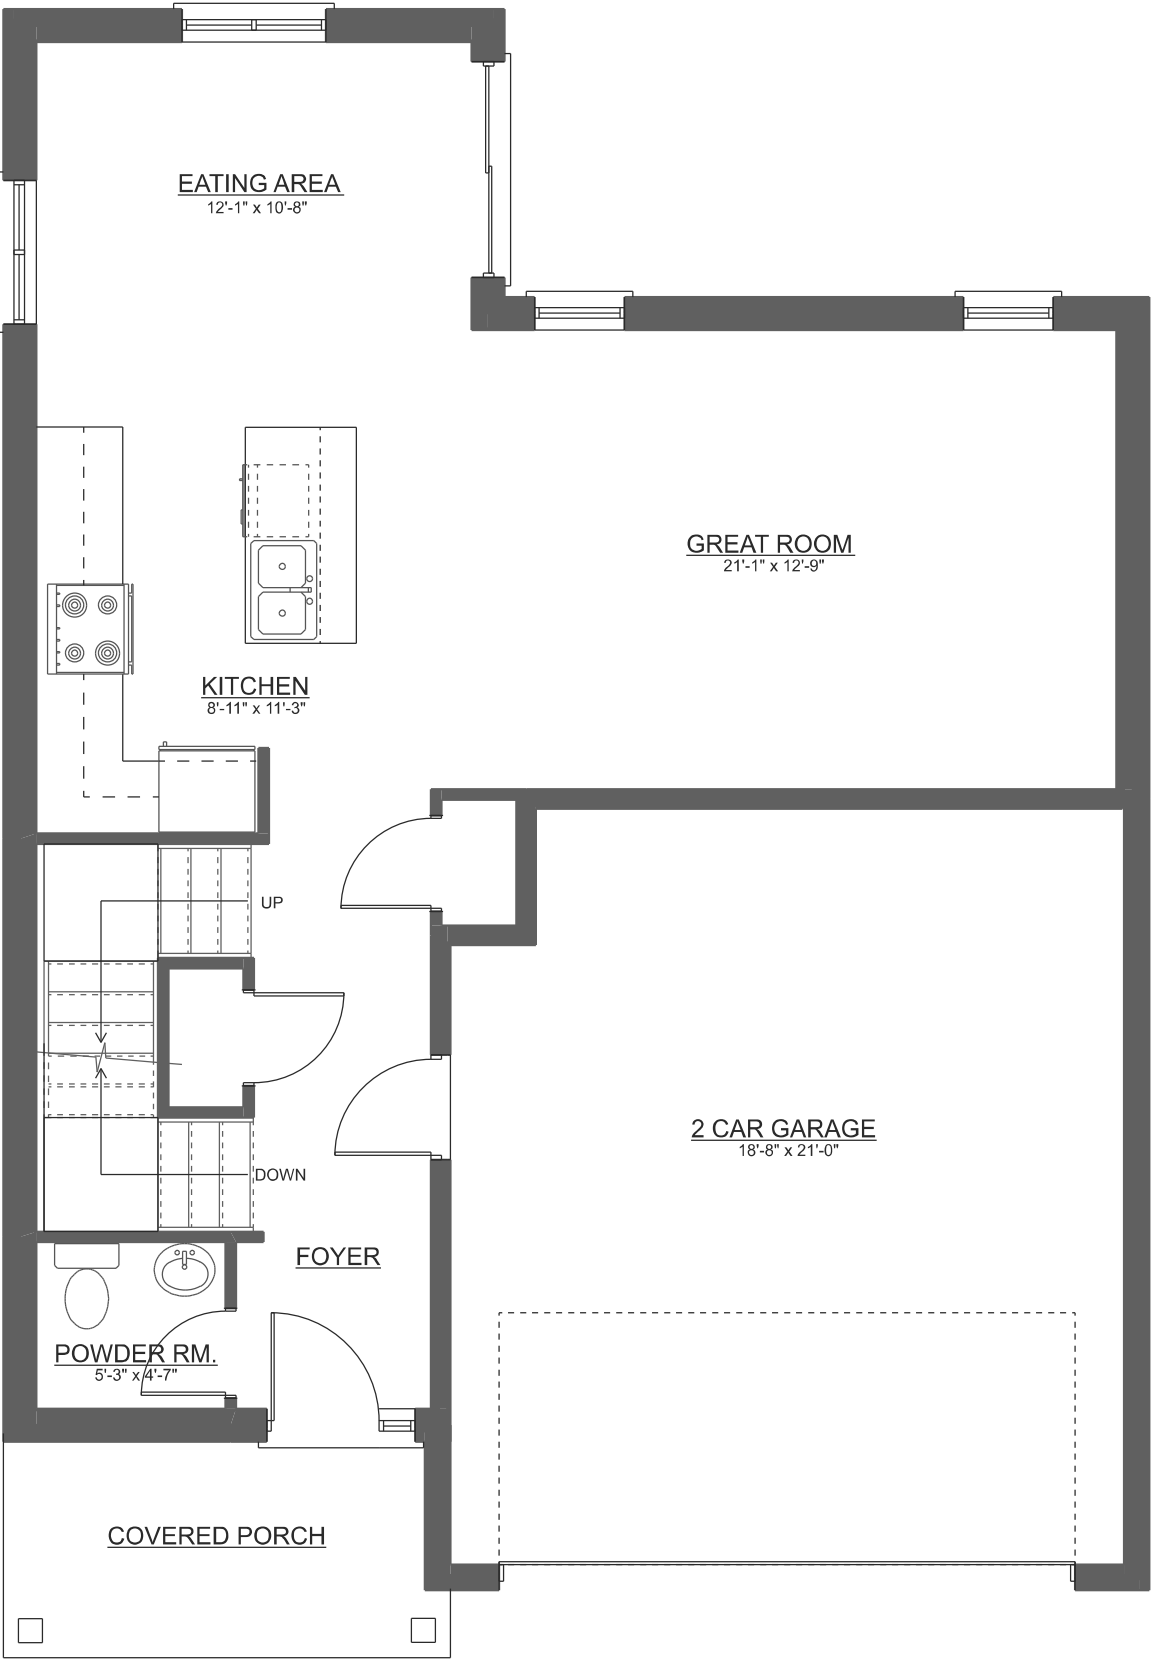 EATING AREA
12'-1" x 10'-8"
GREAT ROOM
21'-1" x 12'-9"
KITCHEN
8'-11" x 11'-3"
UP
2 CAR GARAGE
18'-8" x 21'-0"
DOWN
FOYER
POWDER RM.
5'-3" x 4'-7"
COVERED PORCH